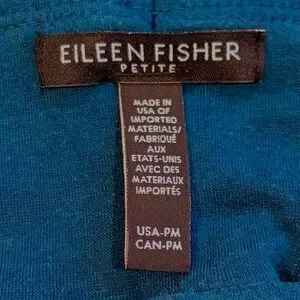 EILEEN FISHER
PETITE
MADE IN
USA OF
IMPORTED
MATERIALS/
FABRIQUÉ
AUX
ETATS-UNIS
AVEC DES
MATERIAUX
IMPORTÉS
USA-PM
CAN-PM